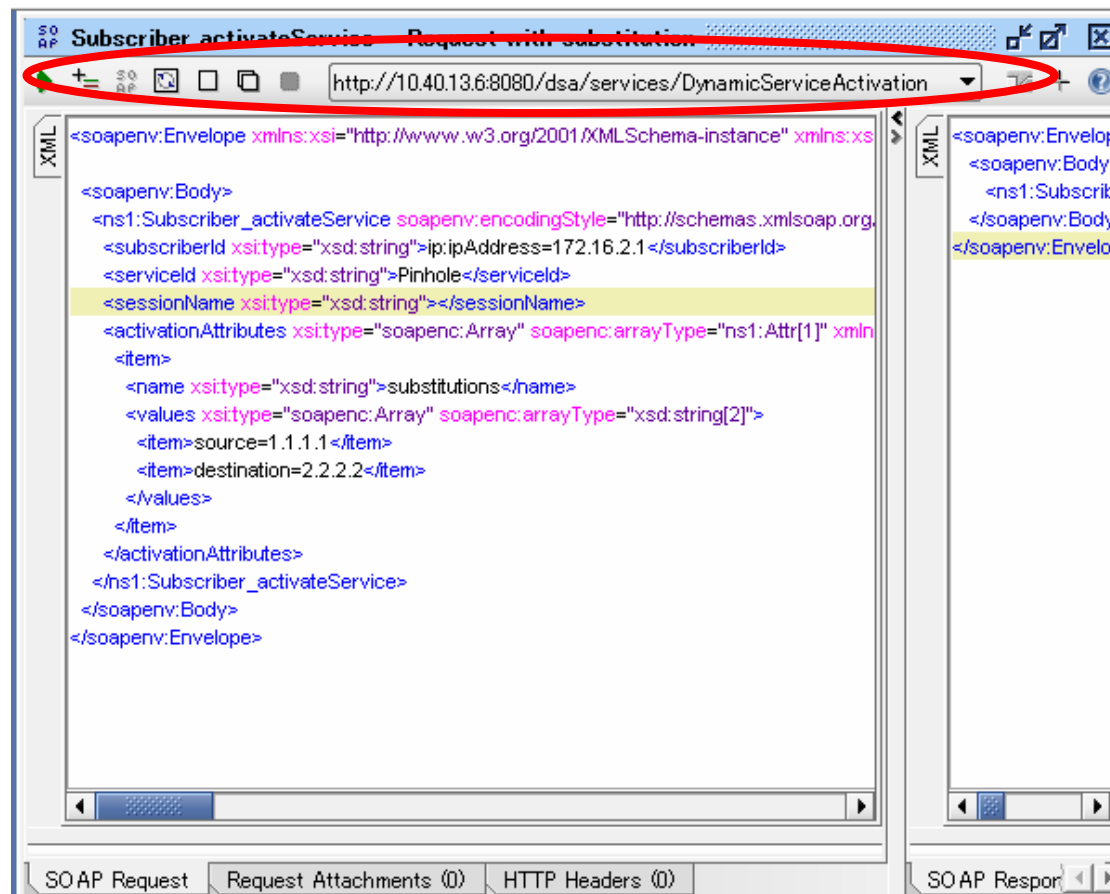 SO AP Subscriber_activateService - Request with substitution
http://10.40.13.6:8080/dsa/services/DynamicServiceActivation
XML
<soapenv:Envelope xmlns:xsi="http://www.w3.org/2001/XMLSchema-instance" xmlns:xs
<soapenv:Body>
<ns1:Subscriber_activateService soapenv:encodingStyle="http://schemas.xmlsoap.org.
<subscriberId xsi:type="xsd:string">ip:ipAddress=172.16.2.1</subscriberId>
<serviceId xsi:type="xsd:string">Pinhole</serviceId>
<sessionName xsi:type="xsd:string"></sessionName>
<activationAttributes xsi:type="soapenc:Array" soapenc:arrayType="ns1:Attr[1]" xmln
<item>
<name xsi:type="xsd:string">substitutions</name>
<values xsi:type="soapenc:Array" soapenc:arrayType="xsd:string[2]">
<item>source=1.1.1.1</item>
<item>destination=2.2.2.2</item>
</values>
</item>
</activationAttributes>
</ns1:Subscriber_activateService>
</soapenv:Body>
</soapenv:Envelope>
XML
<soapenv:Envelop
<soapenv:Body
<ns1:Subscrib
</soapenv:Body
</soapenv:Envelo
SOAP Request
Request Attachments (0)
HTTP Headers (0)
SOAP Respon